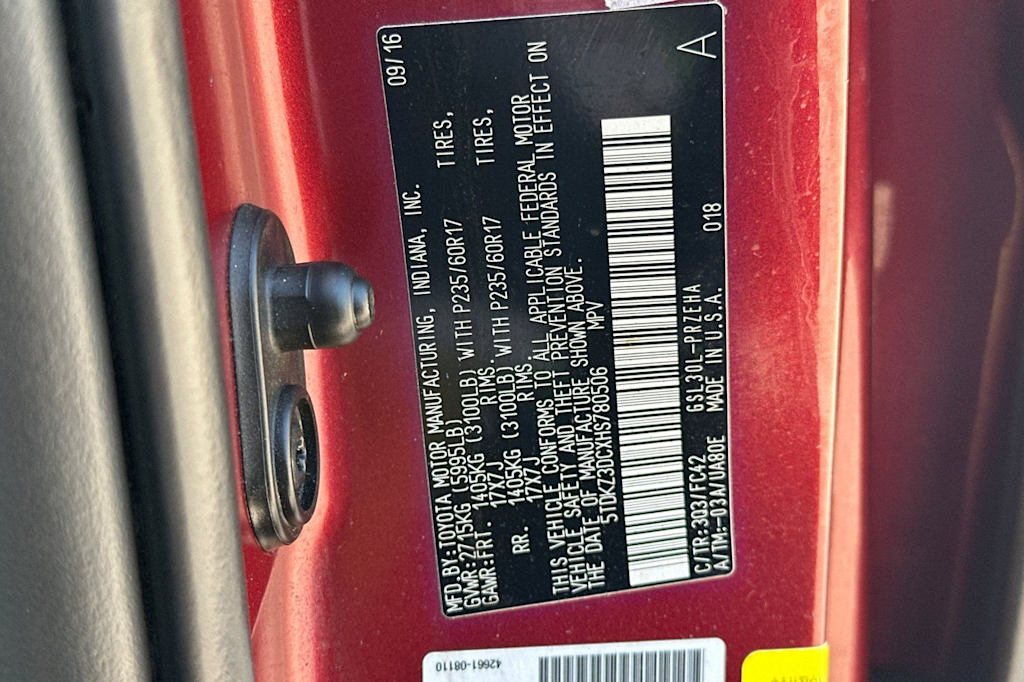 MFD.BY:TOYOTA MOTOR MANUFACTURING, INDIANA, INC. 09/16
GVWR:2715KG (5995LB)
GAWR:FRT. 1405KG (3100LB) WITH P235/60R17 TIRES,
17X7J RIMS.
RR. 1405KG (3100LB) WITH P235/60R17 TIRES,
17X7J RIMS.
THIS VEHICLE CONFORMS TO ALL APPLICABLE FEDERAL MOTOR
VEHICLE SAFETY AND THEFT PREVENTION STANDARDS IN EFFECT ON
THE DATE OF MANUFACTURE SHOWN ABOVE.
5TDKZ3DCXHS780506 MPV
C/TR:3Q3/FC42 GSL30L-PRZEHA 018
A/TM:-03A/UA80E MADE IN U.S.A. A
42661-08110